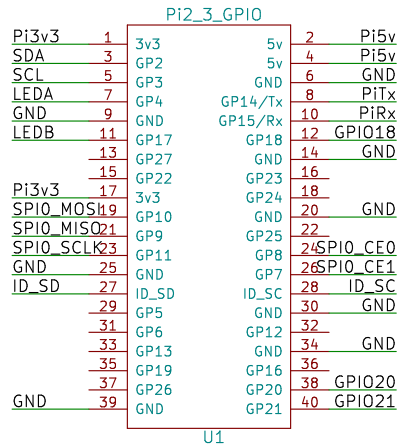 Pi2_3_GPIO
Pi3v3 1 3v3 5v 2 Pi5v
SDA 3 GP2 5v 4 Pi5v
SCL 5 GP3 GND 6 GND
LEDA 7 GP4 GP14/Tx 8 PiTx
GND 9 GND GP15/Rx 10 PiRx
LEDB 11 GP17 GP18 12 GPIO18
13 GP27 GND 14 GND
15 GP22 GP23 16
Pi3v3 17 3v3 GP24 18
SPI0_MOSI 19 GP10 GND 20 GND
SPI0_MISO 21 GP9 GP25 22
SPI0_SCLK 23 GP11 GP8 24 SPI0_CE0
GND 25 GND GP7 26 SPI0_CE1
ID_SD 27 ID_SD ID_SC 28 ID_SC
29 GP5 GND 30 GND
31 GP6 GP12 32
33 GP13 GND 34 GND
35 GP19 GP16 36
37 GP26 GP20 38 GPIO20
GND 39 GND GP21 40 GPIO21
U1